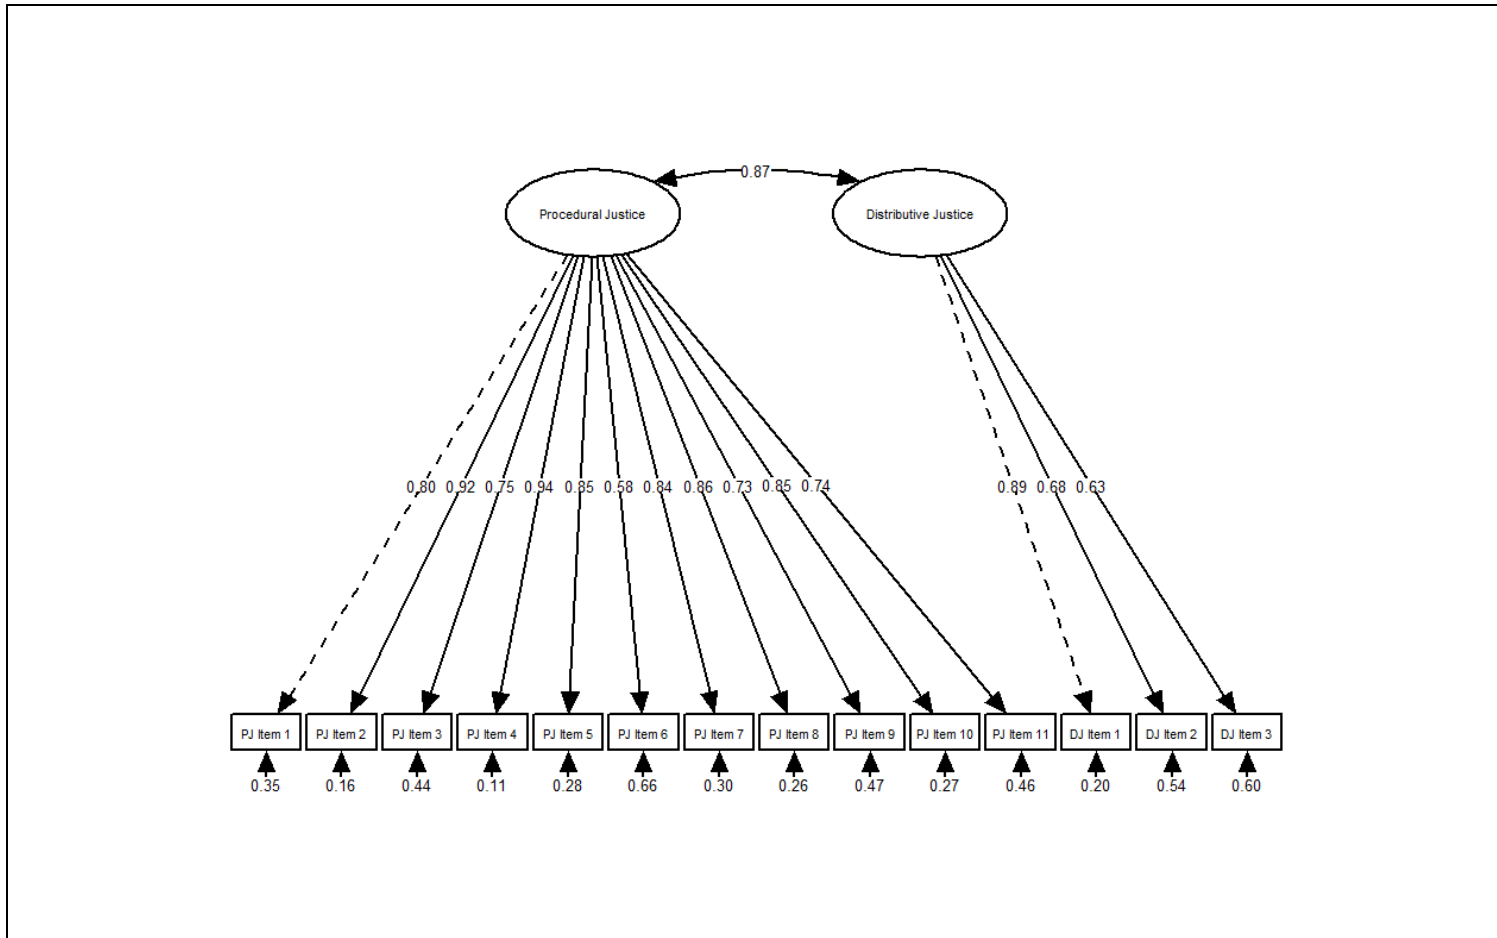 0.87
Procedural Justice Distributive Justice
0.80 0.92 0.75 0.94 0.85 0.58 0.84 0.86 0.73 0.85 0.74 0.89 0.68 0.63
PJ Item 1 PJ Item 2 PJ Item 3 PJ Item 4 PJ Item 5 PJ Item 6 PJ Item 7 PJ Item 8 PJ Item 9 PJ Item 10 PJ Item 11 DJ Item 1 DJ Item 2 DJ Item 3
0.35 0.16 0.44 0.11 0.28 0.66 0.30 0.26 0.47 0.27 0.46 0.20 0.54 0.60